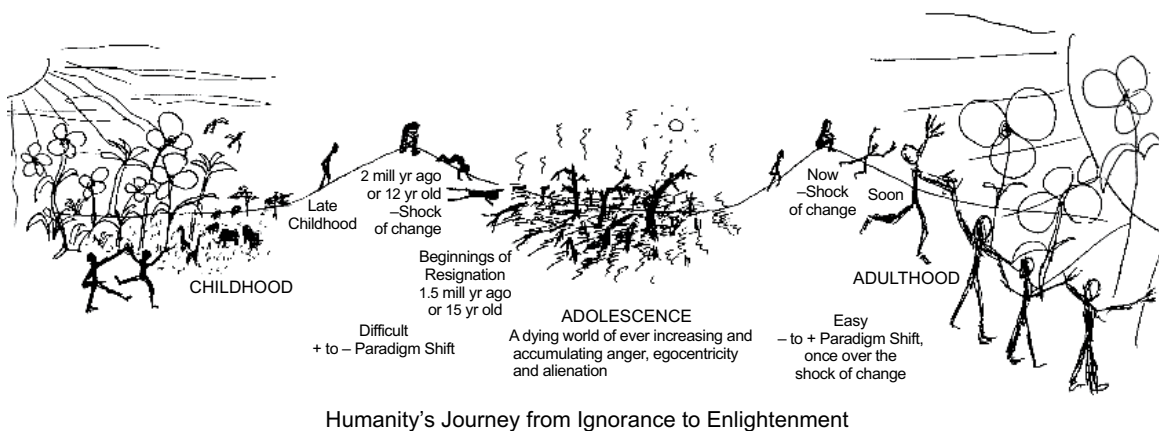 Late
Childhood
CHILDHOOD
2 mill yr ago
or 12 yr old
–Shock
of change
Beginnings of
Resignation
1.5 mill yr ago
or 15 yr old
Difficult
+ to – Paradigm Shift
ADOLESCENCE
A dying world of ever increasing and
accumulating anger, egocentricity
and alienation
Now
–Shock
of change
Soon
ADULTHOOD
Easy
– to + Paradigm Shift,
once over the
shock of change
Humanity’s Journey from Ignorance to Enlightenment